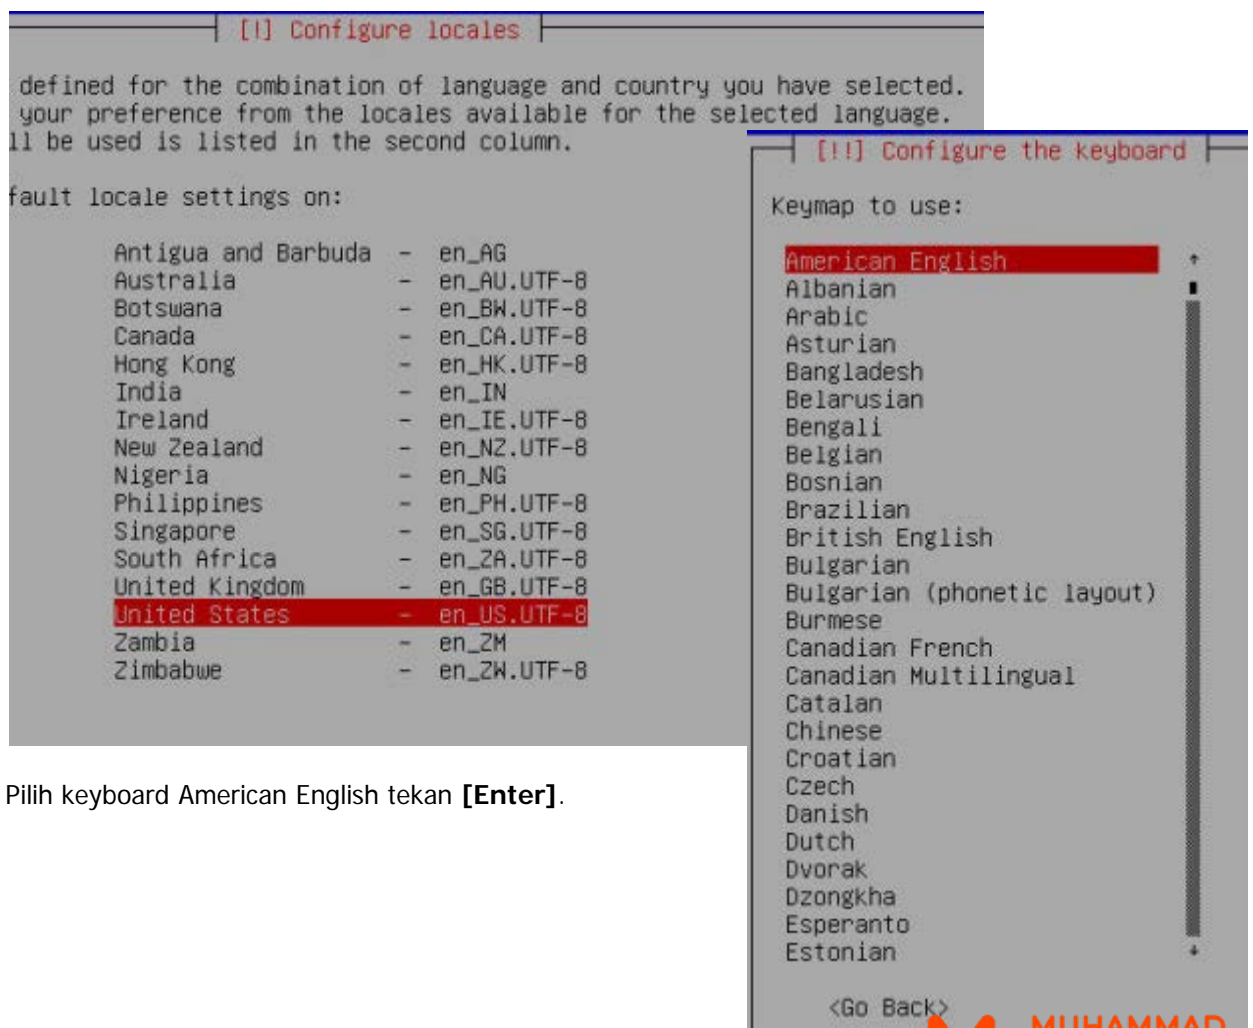 [!] Configure locales
defined for the combination of language and country you have selected.
your preference from the locales available for the selected language.
ll be used is listed in the second column.
fault locale settings on:
Antigua and Barbuda - en_AG
Australia - en_AU.UTF-8
Botswana - en_BW.UTF-8
Canada - en_CA.UTF-8
Hong Kong - en_HK.UTF-8
India - en_IN
Ireland - en_IE.UTF-8
New Zealand - en_NZ.UTF-8
Nigeria - en_NG
Philippines - en_PH.UTF-8
Singapore - en_SG.UTF-8
South Africa - en_ZA.UTF-8
United Kingdom - en_GB.UTF-8
United States - en_US.UTF-8
Zambia - en_ZM
Zimbabwe - en_ZW.UTF-8
Pilih keyboard American English tekan [Enter].
[!!] Configure the keyboard
Keymap to use:
American English
Albanian
Arabic
Asturian
Bangladesh
Belarusian
Bengali
Belgian
Bosnian
Brazilian
British English
Bulgarian
Bulgarian (phonetic layout)
Burmese
Canadian French
Canadian Multilingual
Catalan
Chinese
Croatian
Czech
Danish
Dutch
Dvorak
Dzongkha
Esperanto
Estonian
<Go Back>
MUHAMMAD